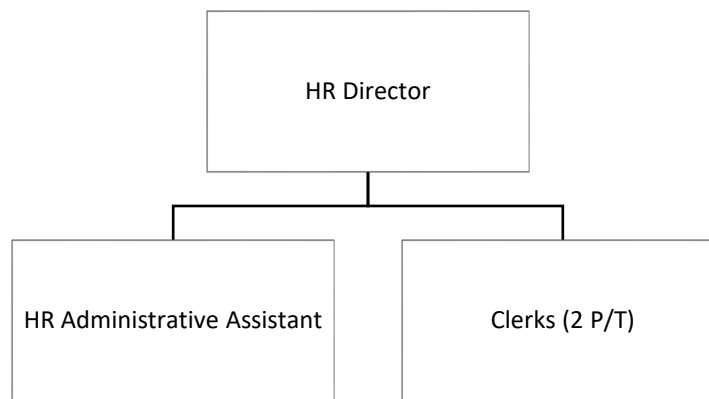 HR Director
HR Administrative Assistant
Clerks (2 P/T)